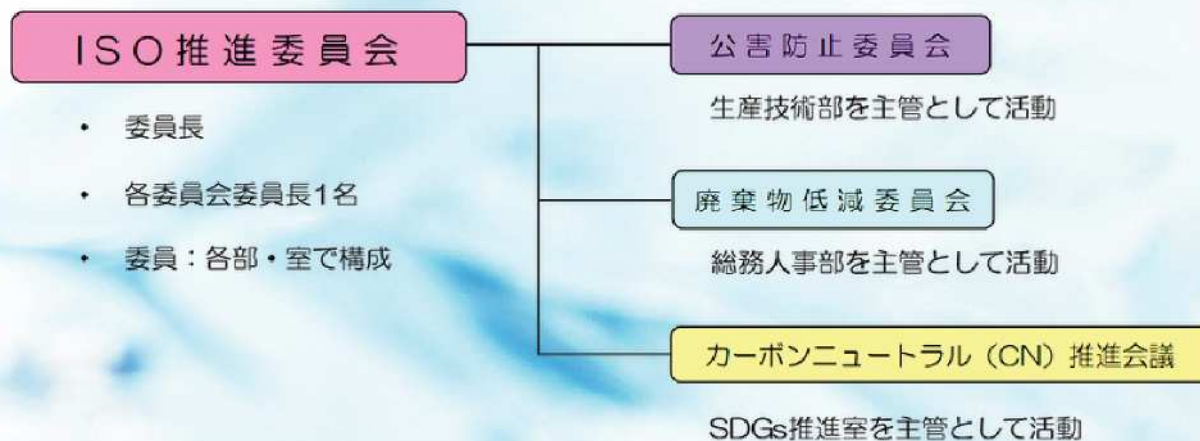 ISO推進委員会
・ 委員長
・ 各委員会委員長1名
・ 委員：各部・室で構成
公害防止委員会
生産技術部を主管として活動
廃棄物低減委員会
総務人事部を主管として活動
カーボンニュートラル（CN）推進会議
SDGs推進室を主管として活動